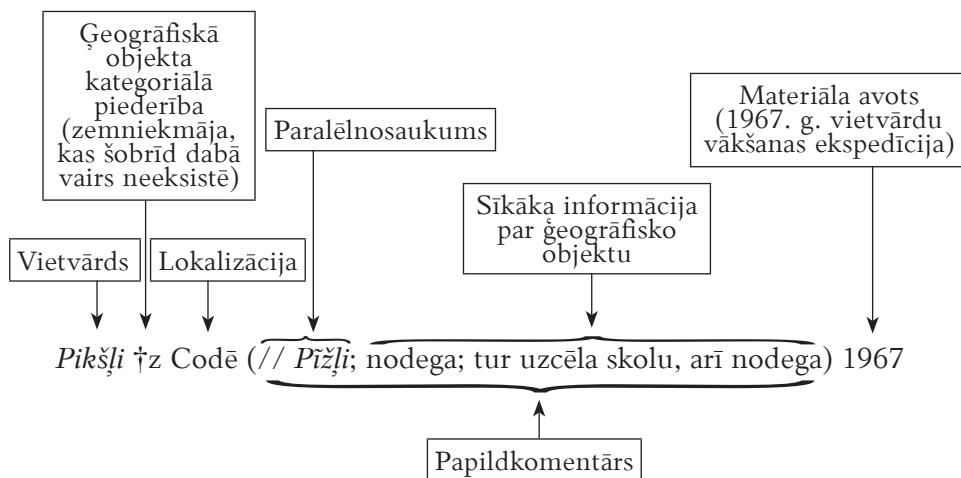 Ģeogrāfiskā
objekta
kategoriālā
piederība
(zemniekmāja,
kas šobrīd dabā
vairs neeksistē)
Paralēlnosaukums
Materiāla avots
(1967. g. vietvārdu
vākšanas ekspedīcija)
Sīkāka informācija
par ģeogrāfisko
objektu
Vietvārds
Lokalizācija
Pikšļi †z Codē (// Pīžļi; nodega; tur uzcēla skolu, arī nodega) 1967
Papildkomentārs